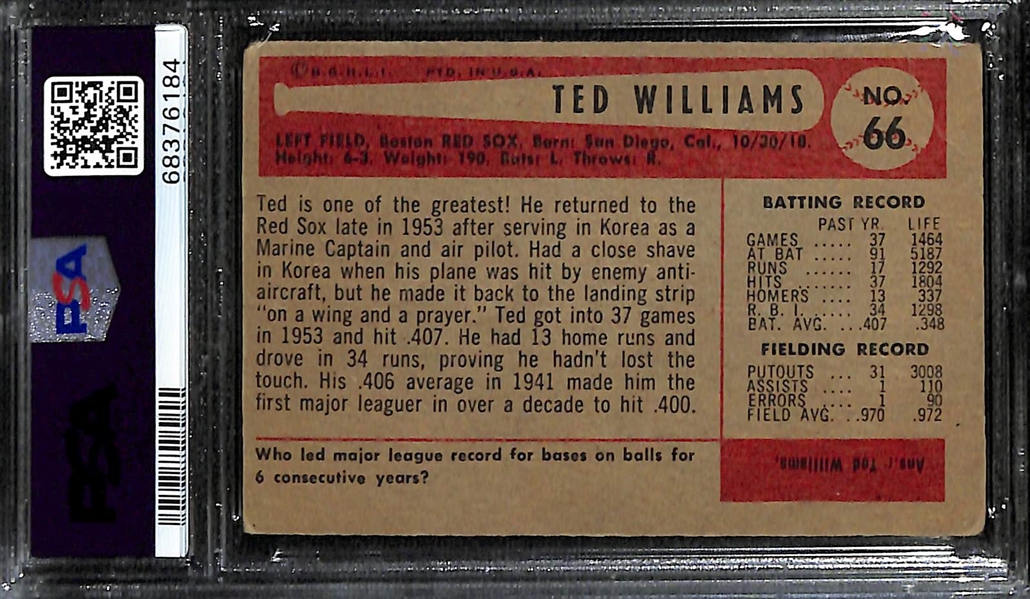 68376184
PSA
PSA
© B.G.H.L.I. PTD. IN U.S.A.
TED WILLIAMS
NO.
66
LEFT FIELD, Boston RED SOX, Born: San Diego, Cal., 10/30/18.
Height: 6-3. Weight: 190, Bats: L. Throws: R.
Ted is one of the greatest! He returned to the
Red Sox late in 1953 after serving in Korea as a
Marine Captain and air pilot. Had a close shave
in Korea when his plane was hit by enemy anti-
aircraft, but he made it back to the landing strip
"on a wing and a prayer." Ted got into 37 games
in 1953 and hit .407. He had 13 home runs and
drove in 34 runs, proving he hadn't lost the
touch. His .406 average in 1941 made him the
first major leaguer in over a decade to hit .400.
Who led major league record for bases on balls for
6 consecutive years?
BATTING RECORD
PAST YR. LIFE
GAMES ..... 37 1464
AT BAT ..... 91 5187
RUNS ...... 17 1292
HITS ...... 37 1804
HOMERS .... 13 337
R. B. I. .... 34 1298
BAT. AVG. ...407 .348
FIELDING RECORD
PUTOUTS ... 31 3008
ASSISTS .... 1 110
ERRORS .... 1 90
FIELD AVG. ..970 .972
Ans.: Ted Williams.